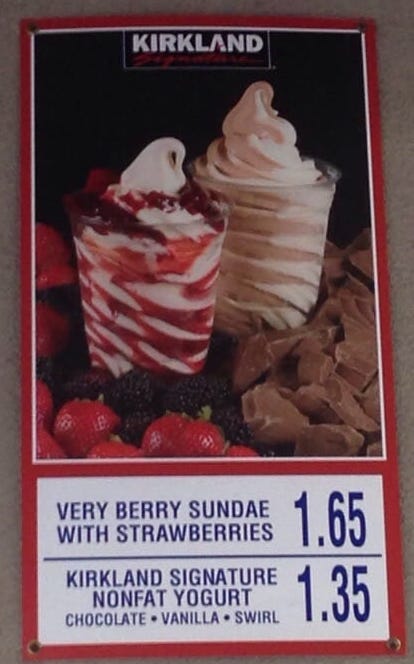 KIRKLAND
Signature
VERY BERRY SUNDAE
WITH STRAWBERRIES 1.65
KIRKLAND SIGNATURE
NONFAT YOGURT 1.35
CHOCOLATE • VANILLA • SWIRL